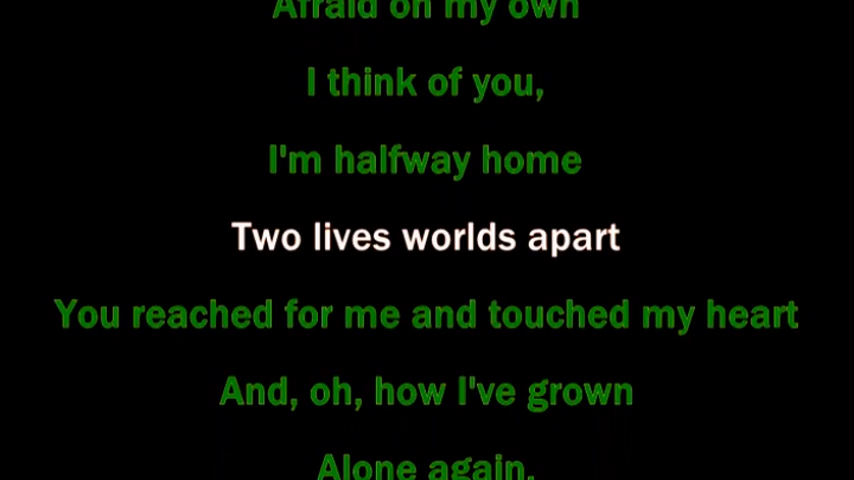 Afraid on my own
I think of you,
I'm halfway home
Two lives worlds apart
You reached for me and touched my heart
And, oh, how I've grown
Alone again,